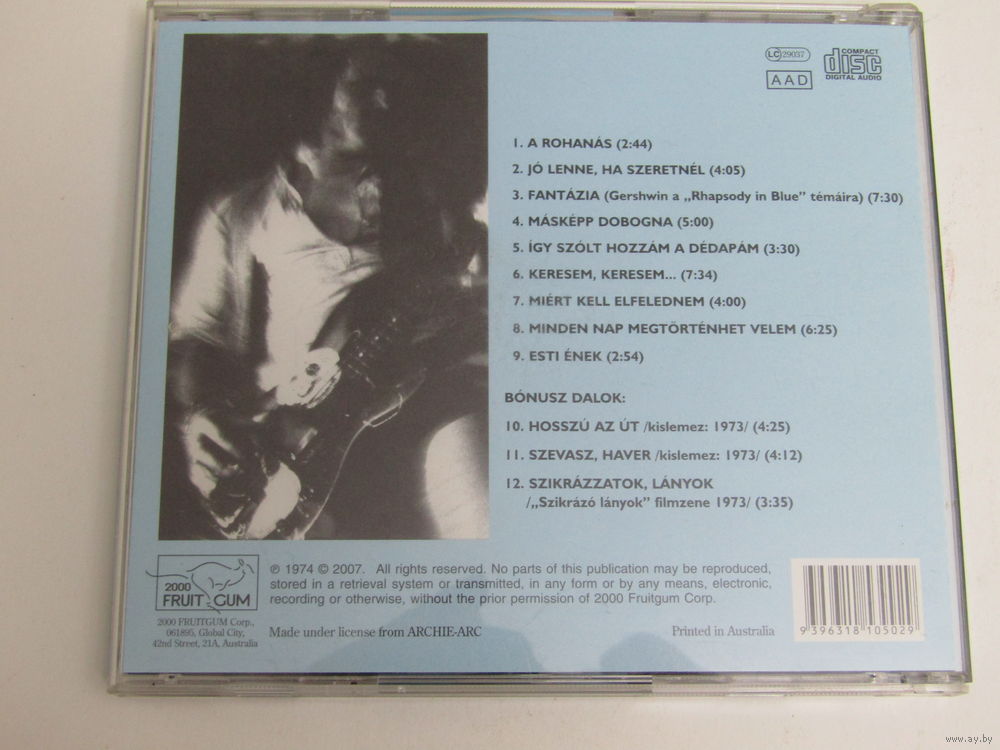 LC 29037
COMPACT
disc
DIGITAL AUDIO
AAD
1. A ROHANÁS (2:44)
2. JÓ LENNE, HA SZERETNÉL (4:05)
3. FANTÁZIA (Gershwin a „Rhapsody in Blue” témáira) (7:30)
4. MÁSKÉPP DOBOGNA (5:00)
5. ÍGY SZÓLT HOZZÁM A DÉDAPÁM (3:30)
6. KERESEM, KERESEM... (7:34)
7. MIÉRT KELL ELFELEDNEM (4:00)
8. MINDEN NAP MEGTÖRTÉNHET VELEM (6:25)
9. ESTI ÉNEK (2:54)
BÓNUSZ DALOK:
10. HOSSZÚ AZ ÚT /kislemez: 1973/ (4:25)
11. SZEVASZ, HAVER /kislemez: 1973/ (4:12)
12. SZIKRÁZZATOK, LÁNYOK
/„Szikrázó lányok” filmzene 1973/ (3:35)
2000
FRUIT GUM
2000 FRUITGUM Corp.,
061895, Global City,
42nd Street, 21A, Australia
℗ 1974 © 2007. All rights reserved. No parts of this publication may be reproduced,
stored in a retrieval system or transmitted, in any form or by any means, electronic,
recording or otherwise, without the prior permission of 2000 Fruitgum Corp.
Made under license from ARCHIE-ARC
Printed in Australia
9 396318 105029
www.ay.by